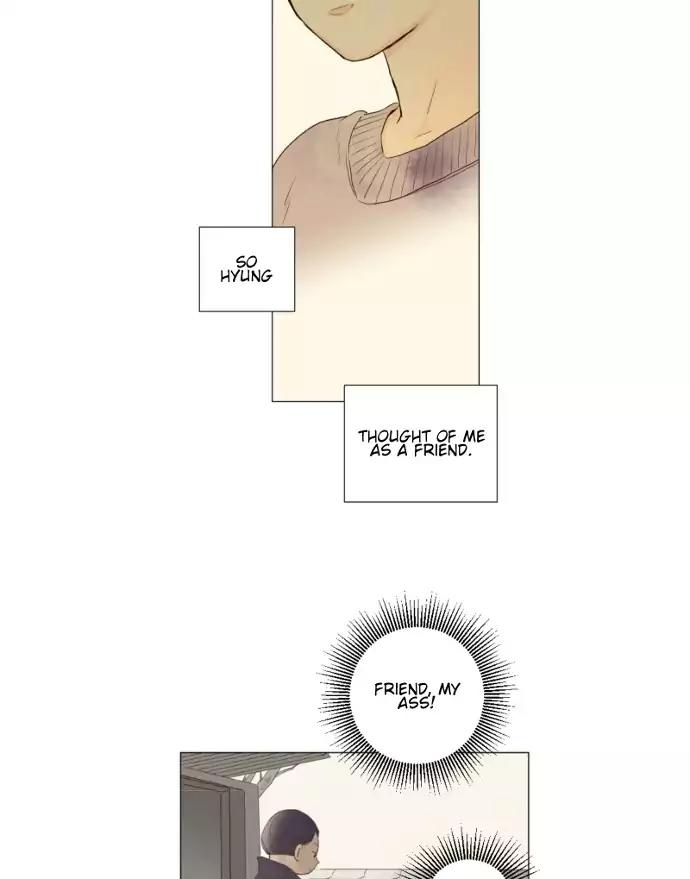 SO
HYUNG
THOUGHT OF ME
AS A FRIEND.
FRIEND, MY
ASS!